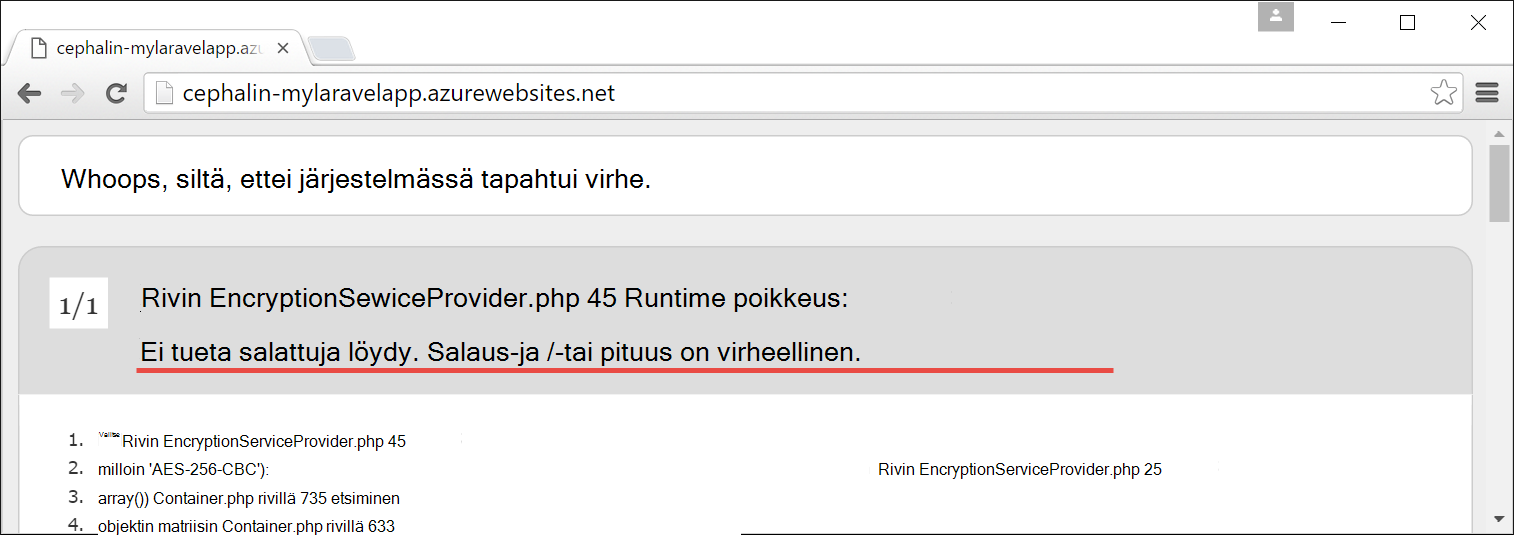 cephalin-mylaravelapp.azu
cephalin-mylaravelapp.azurewebsites.net
Whoops, siltä, ettei järjestelmässä tapahtui virhe.
1/1
Rivin EncryptionSewiceProvider.php 45 Runtime poikkeus:
Ei tueta salattuja löydy. Salaus-ja /-tai pituus on virheellinen.
1. Rivin EncryptionServiceProvider.php 45
2. milloin 'AES-256-CBC'): Rivin EncryptionServiceProvider.php 25
3. array()) Container.php rivillä 735 etsiminen
4. objektin matriisin Container.php rivillä 633